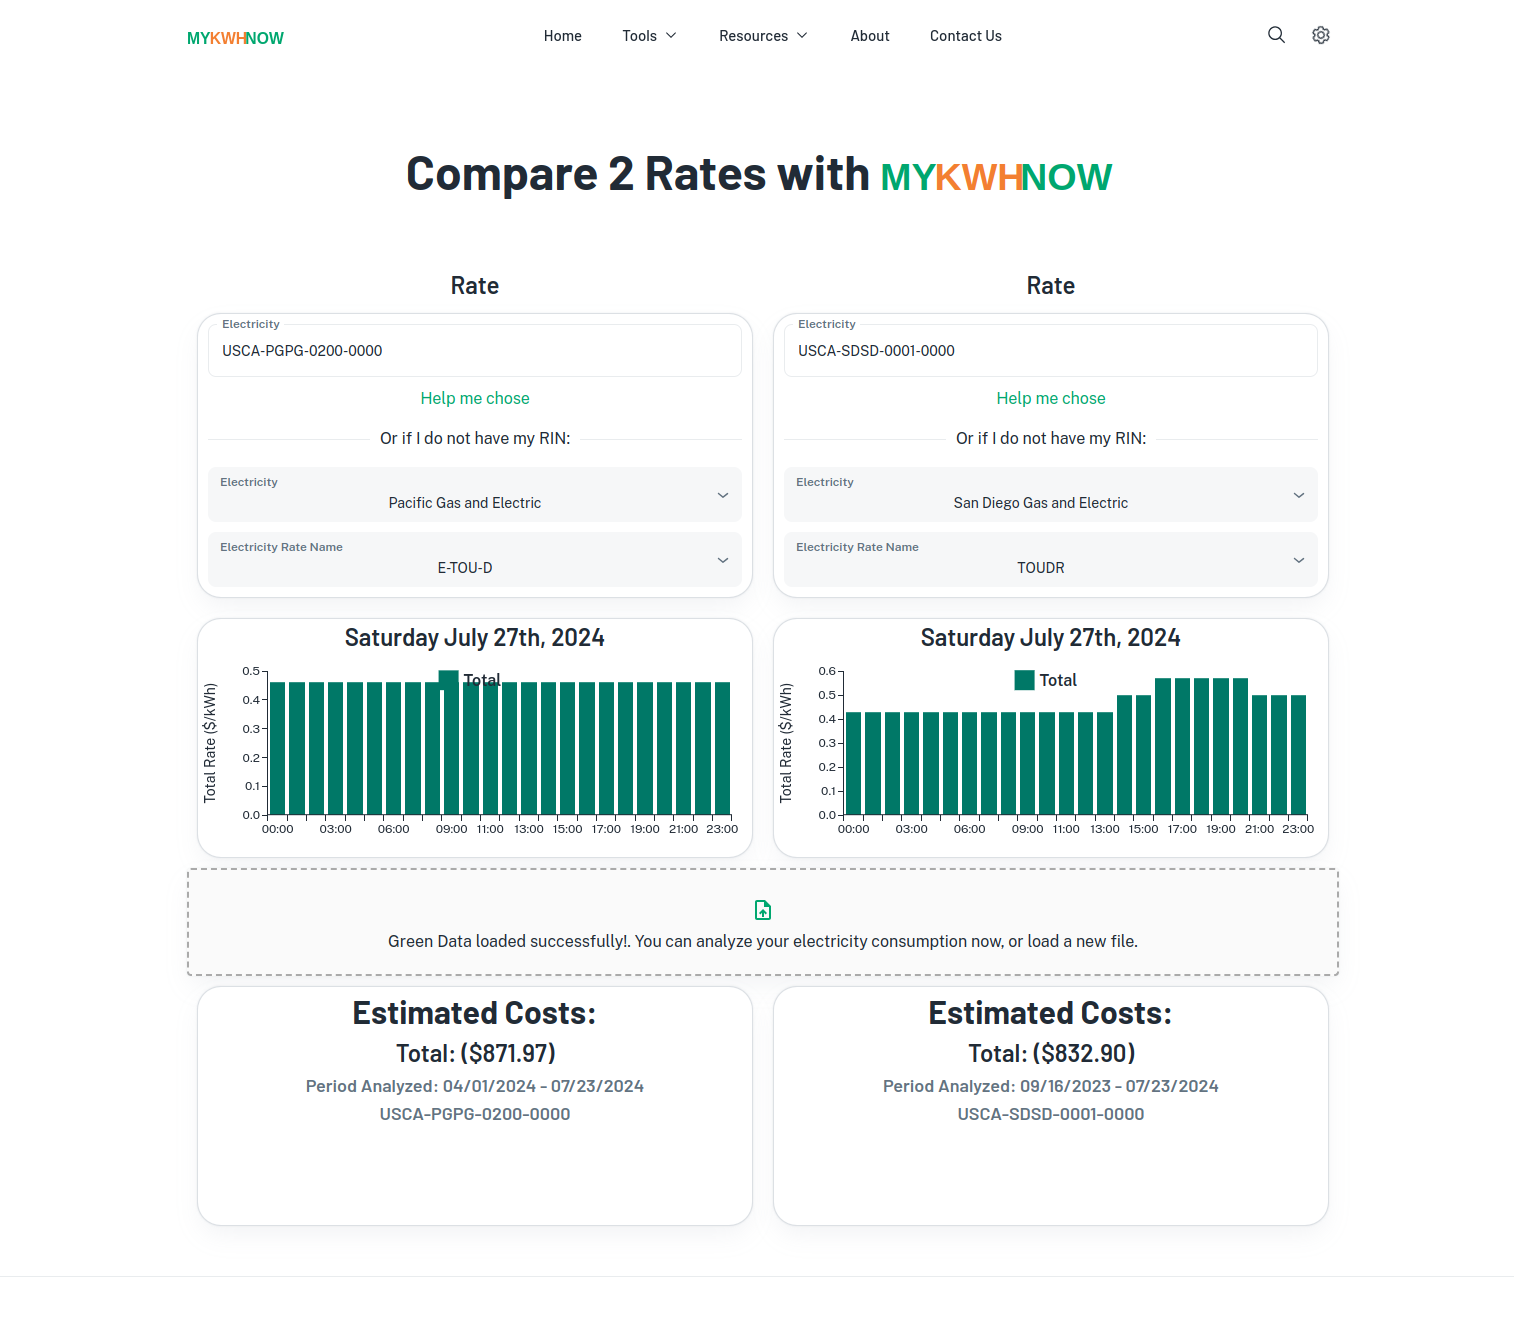 MYKWHNOW
Home Tools Resources About Contact Us
Compare 2 Rates with MYKWHNOW
Rate
Electricity
USCA-PGPG-0200-0000
Help me chose
Or if I do not have my RIN:
Electricity
Pacific Gas and Electric
Electricity Rate Name
E-TOU-D
Rate
Electricity
USCA-SDSD-0001-0000
Help me chose
Or if I do not have my RIN:
Electricity
San Diego Gas and Electric
Electricity Rate Name
TOUDR
Saturday July 27th, 2024
Total
Total Rate ($/kWh)
0.5
0.4
0.3
0.2
0.1
0.0
00:00 03:00 06:00 09:00 11:00 13:00 15:00 17:00 19:00 21:00 23:00
Saturday July 27th, 2024
Total
Total Rate ($/kWh)
0.6
0.5
0.4
0.3
0.2
0.1
0.0
00:00 03:00 06:00 09:00 11:00 13:00 15:00 17:00 19:00 21:00 23:00
Green Data loaded successfully!. You can analyze your electricity consumption now, or load a new file.
Estimated Costs:
Total: ($871.97)
Period Analyzed: 04/01/2024 - 07/23/2024
USCA-PGPG-0200-0000
Estimated Costs:
Total: ($832.90)
Period Analyzed: 09/16/2023 - 07/23/2024
USCA-SDSD-0001-0000